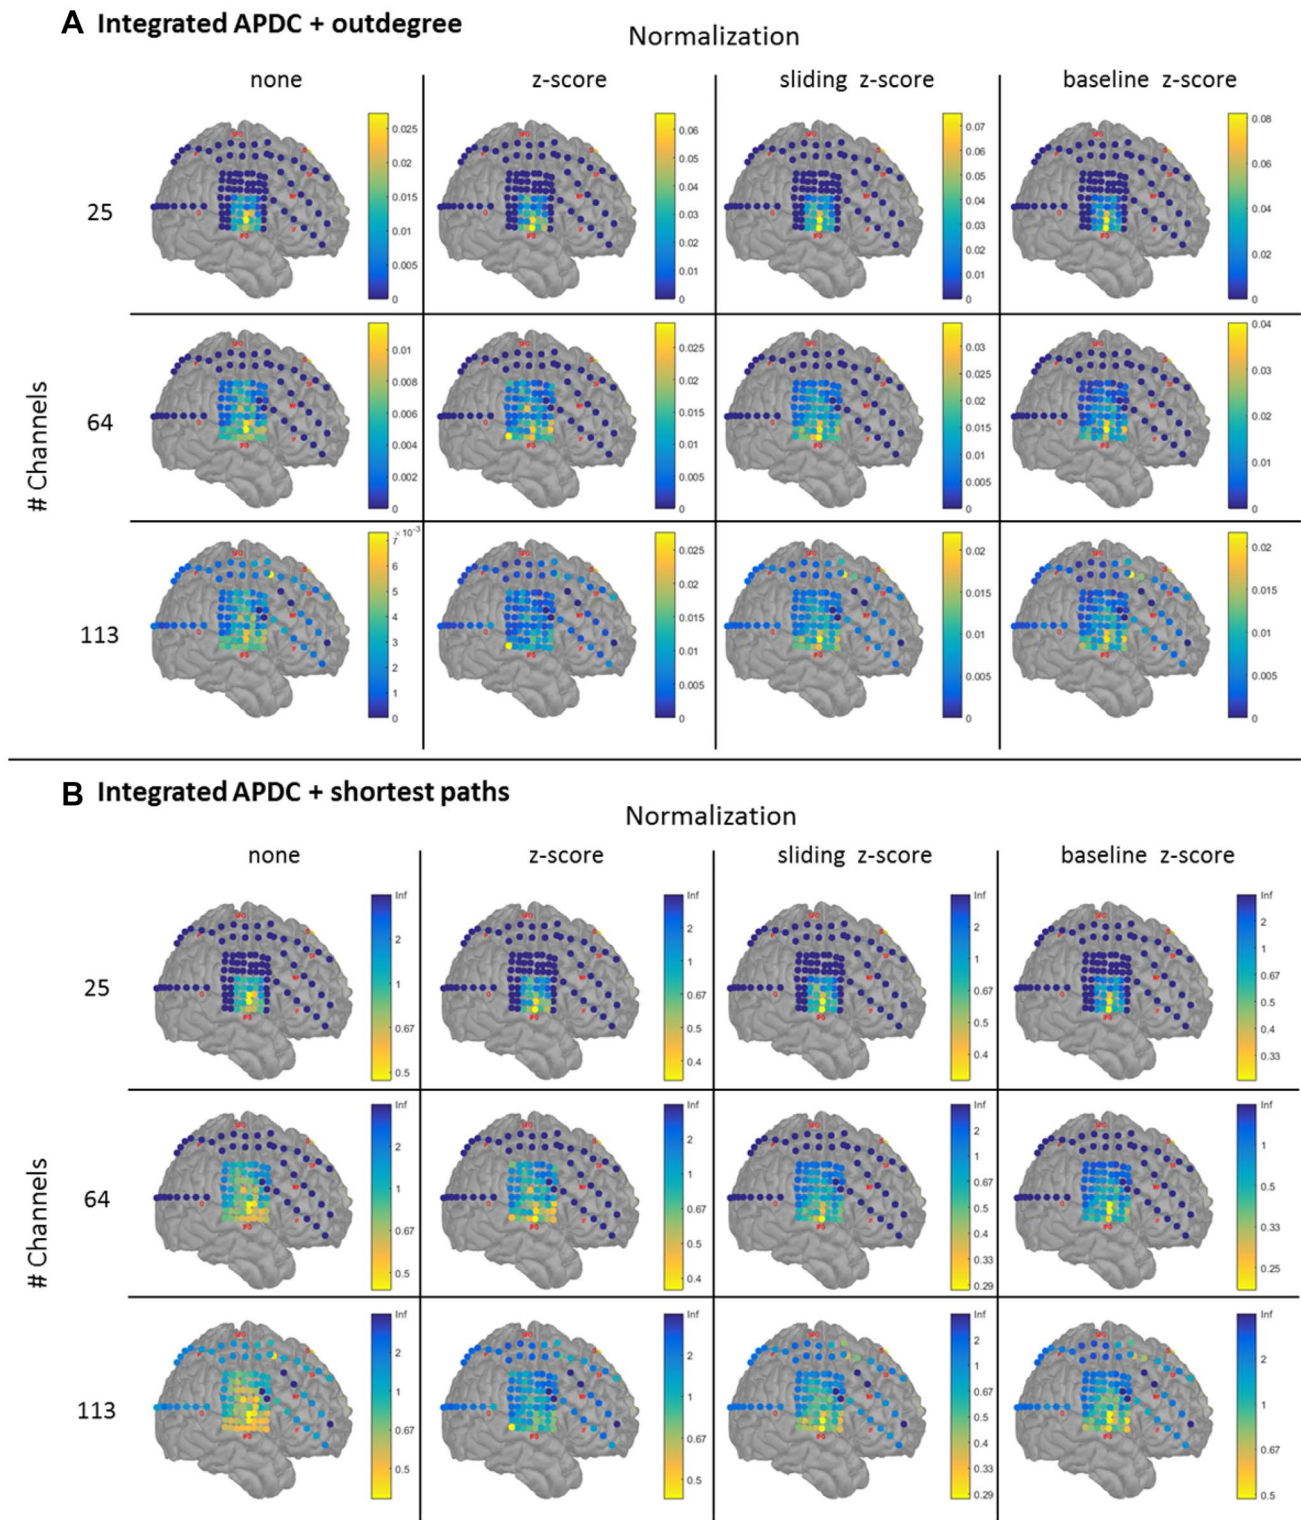 A Integrated APDC + outdegree
Normalization
none z-score sliding z-score baseline z-score
# Channels
25
0.025 0.02 0.015 0.01 0.005 0
0.06 0.05 0.04 0.03 0.02 0.01 0
0.07 0.06 0.05 0.04 0.03 0.02 0.01 0
0.08 0.06 0.04 0.02 0
64
0.01 0.008 0.006 0.004 0.002 0
0.025 0.02 0.015 0.01 0.005 0
0.03 0.025 0.02 0.015 0.01 0.005 0
0.04 0.03 0.02 0.01 0
113
×10⁻³
7 6 5 4 3 2 1 0
0.025 0.02 0.015 0.01 0.005 0
0.02 0.015 0.01 0.005 0
0.02 0.015 0.01 0.005 0
B Integrated APDC + shortest paths
Normalization
none z-score sliding z-score baseline z-score
# Channels
25
Inf 2 1 0.67 0.5
Inf 2 1 0.67 0.5 0.4
Inf 2 1 0.67 0.5 0.4
Inf 2 1 0.67 0.5 0.4 0.33
64
Inf 2 1 0.67 0.5
Inf 2 1 0.67 0.5 0.4
Inf 2 1 0.67 0.5 0.4 0.33 0.29
Inf 1 0.5 0.33 0.25
113
Inf 2 1 0.67 0.5
Inf 2 1 0.67 0.5
Inf 2 1 0.67 0.5 0.4 0.33 0.29
Inf 2 1 0.67 0.5